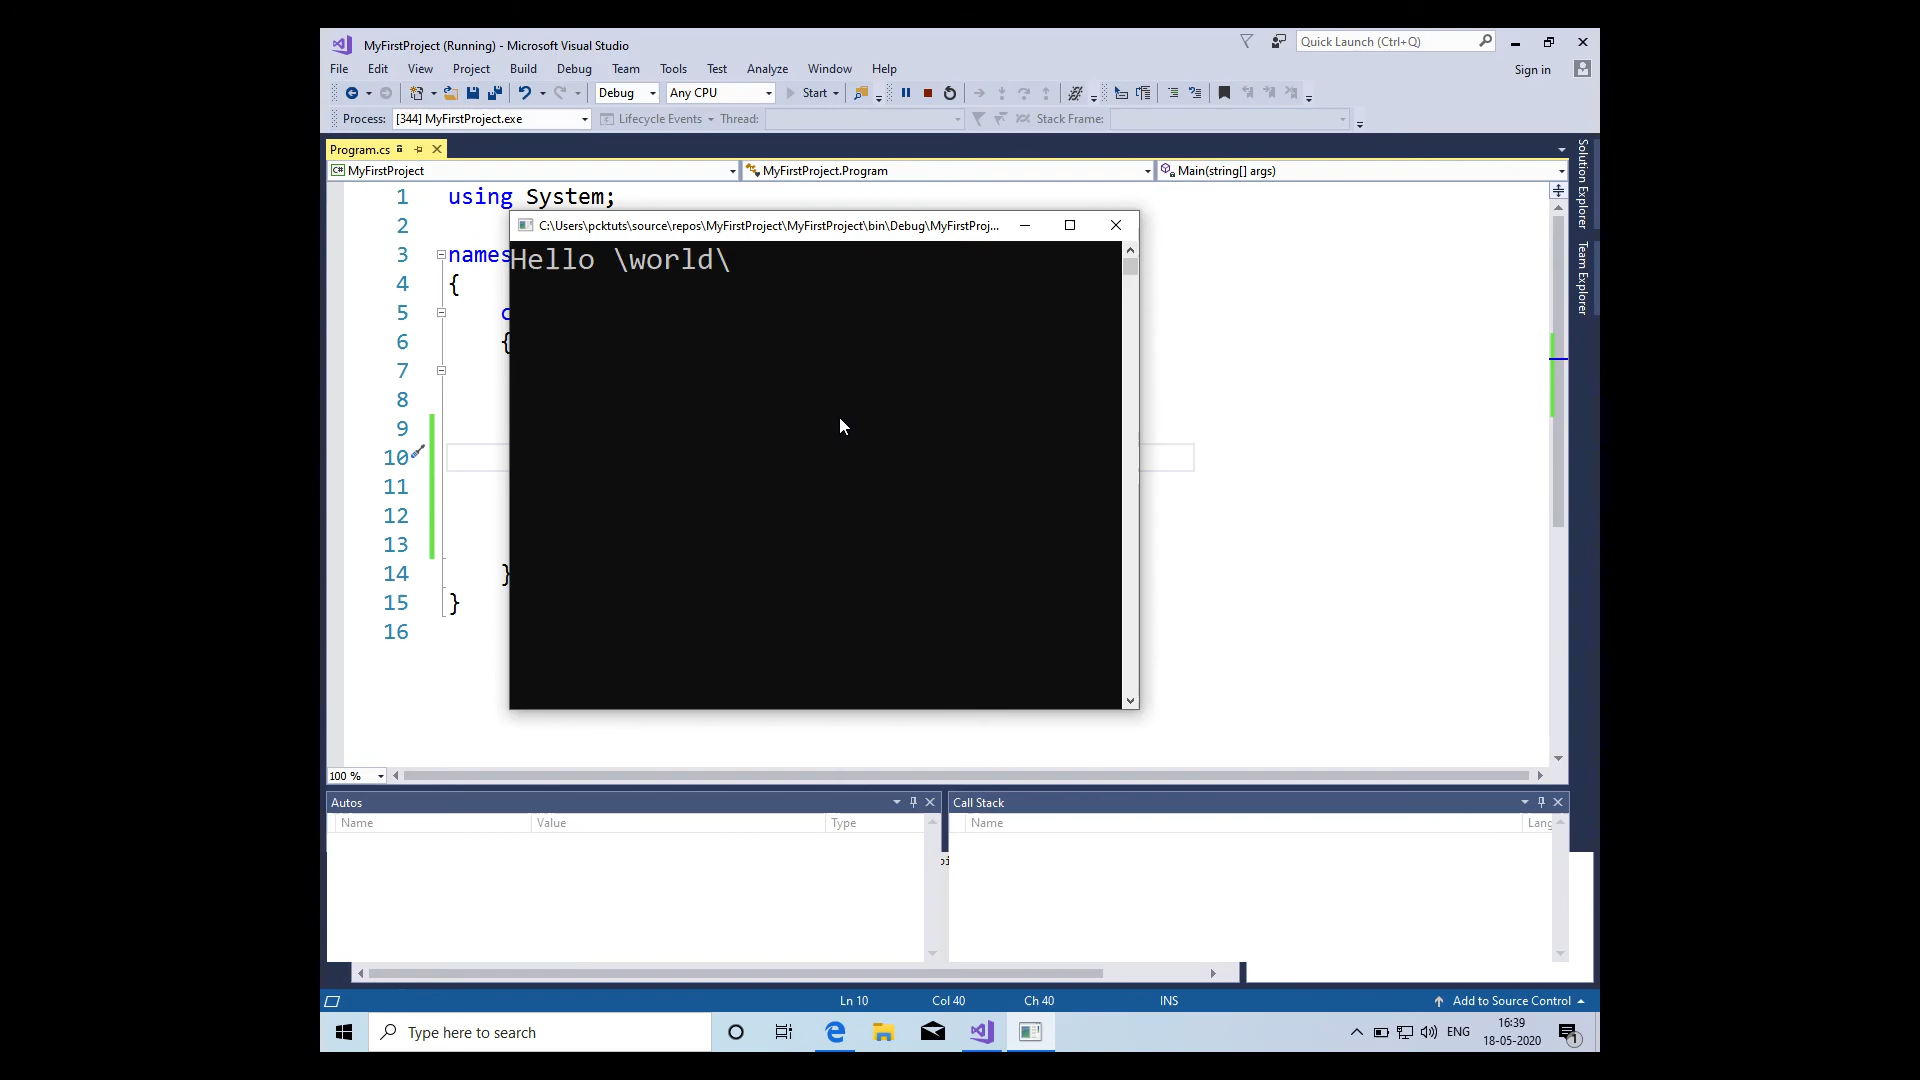 MyFirstProject (Running) - Microsoft Visual Studio
Quick Launch (Ctrl+Q)
File Edit View Project Build Debug Team Tools Test Analyze Window Help
Sign in
Debug Any CPU Start
Process: [344] MyFirstProject.exe Lifecycle Events Thread: Stack Frame:
Program.cs
C# MyFirstProject MyFirstProject.Program Main(string[] args)
Solution Explorer
Team Explorer
1 using System;
2
C:\Users\pcktuts\source\repos\MyFirstProject\MyFirstProject\bin\Debug\MyFirstProj...
3 names
Hello \world\
4 {
5 c
6 {
7
8
9
10
11
12
13
14 }
15 }
16
100 %
Autos
Name Value Type
Call Stack
Name Lang
Ln 10 Col 40 Ch 40 INS Add to Source Control
Type here to search
ENG
16:39
18-05-2020
1